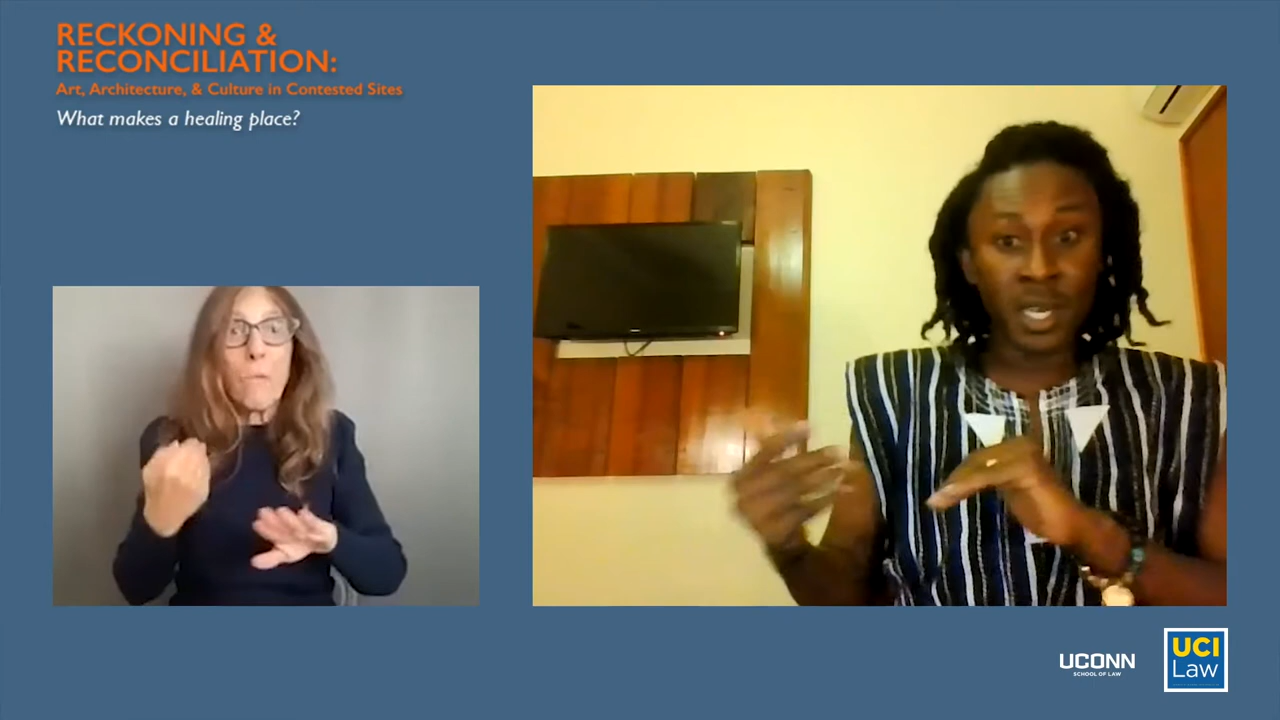 RECKONING &
RECONCILIATION:
Art, Architecture, & Culture in Contested Sites
What makes a healing place?
UCONN
SCHOOL OF LAW
UCI
Law